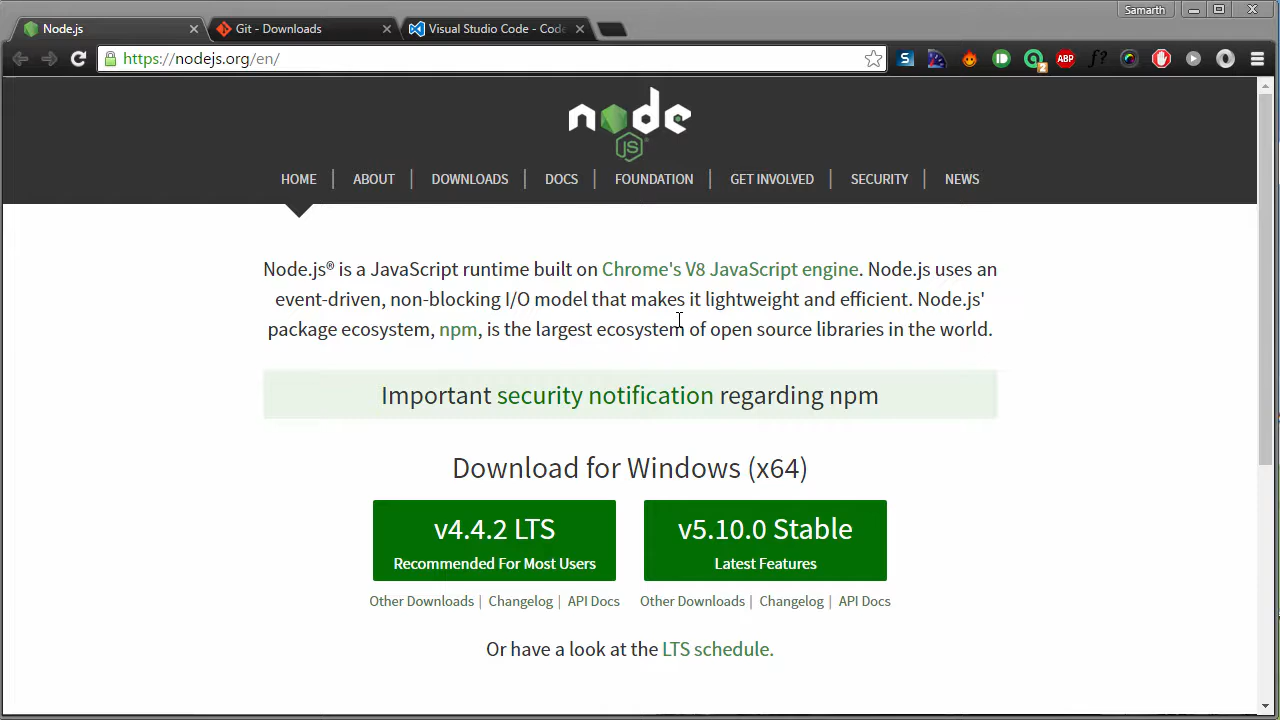 Samarth
Node.js
Git - Downloads
Visual Studio Code - Code
https://nodejs.org/en/
S
2
ABP
f?
node
JS
HOME
ABOUT
DOWNLOADS
DOCS
FOUNDATION
GET INVOLVED
SECURITY
NEWS
Node.js® is a JavaScript runtime built on Chrome's V8 JavaScript engine. Node.js uses an
event-driven, non-blocking I/O model that makes it lightweight and efficient. Node.js'
package ecosystem, npm, is the largest ecosystem of open source libraries in the world.
Important security notification regarding npm
Download for Windows (x64)
v4.4.2 LTS
Recommended For Most Users
v5.10.0 Stable
Latest Features
Other Downloads | Changelog | API Docs
Other Downloads | Changelog | API Docs
Or have a look at the LTS schedule.